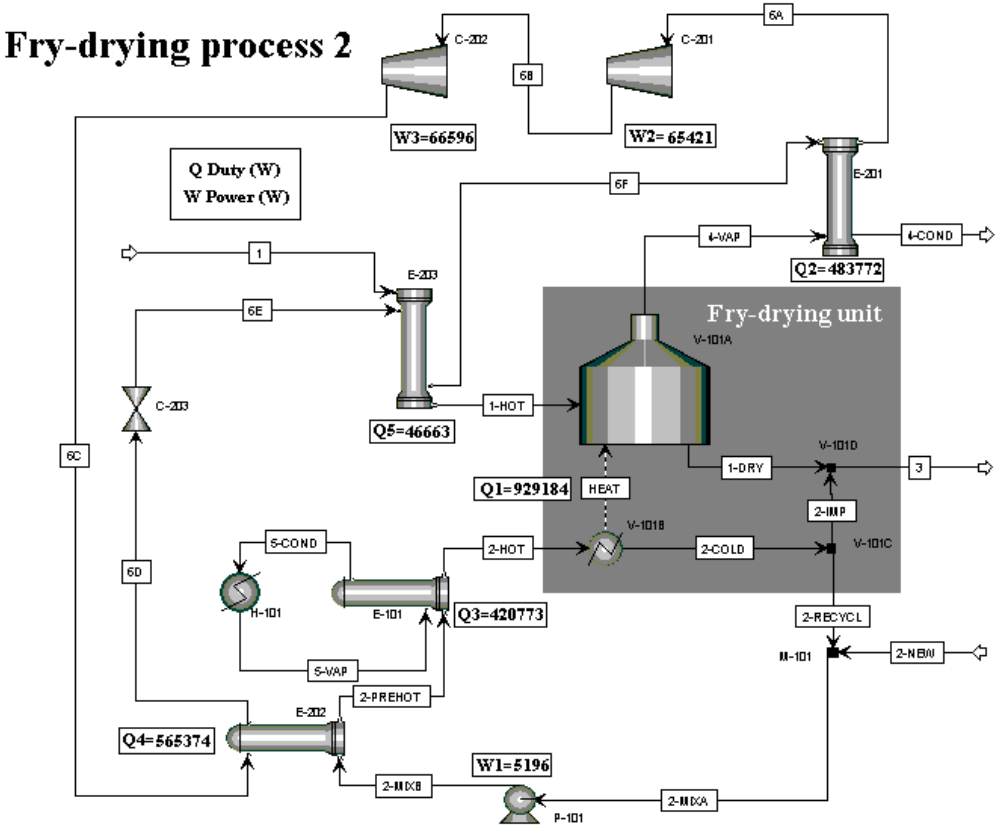 Fry-drying process 2
6A
C-202
C-201
6B
W3=66596
W2=65421
Q Duty (W)
W Power (W)
6F
E-201
4-VAP
4-COND
1
Q2=483772
E-203
6E
Fry-drying unit
V-101A
C-203
1-HOT
Q5=46663
6C
V-101D
1-DRY
3
Q1=929184
HEAT
2-IMP
V-101B
5-COND
2-HOT
2-COLD
V-101C
6D
H-101
E-101
Q3=420773
2-RECYCL
M-101
2-NEW
5-VAP
2-PREHOT
E-202
Q4=565374
W1=5196
2-MIXB
2-MIXA
P-101